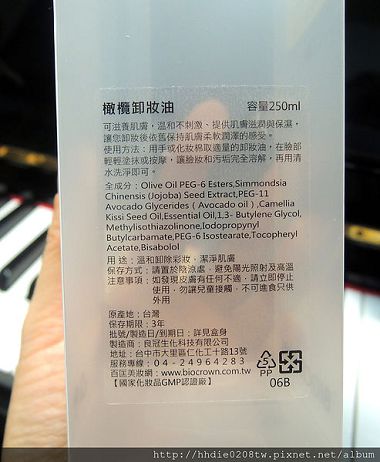 橄欖卸妝油 容量250ml
可滋養肌膚，溫和不刺激、提供肌膚滋潤與保濕，
讓您卸妝後依舊保持肌膚柔軟潤澤的感受。
使用方法：用手或化妝棉取適量的卸妝油，在臉部
輕輕塗抹或按摩，讓臉妝和污垢完全溶解，再用清
水洗淨即可。
全成分：Olive Oil PEG-6 Esters,Simmondsia
Chinensis (Jojoba) Seed Extract,PEG-11
Avocado Glycerides ( Avocado oil ) ,Camellia
Kissi Seed Oil,Essential Oil,1,3- Butylene Glycol,
Methylisothiazolinone,Iodopropynyl
Butylcarbamate,PEG-6 Isostearate,Tocopheryl
Acetate,Bisabolol
用 途：溫和卸除彩妝，潔淨肌膚
保存方式：請置於陰涼處，避免陽光照射及高溫
注意事項：如發現皮膚有任何不適，請立即停止
使用，勿讓兒童接觸，不可進食只供
外用
原產地：台灣
保存期限：3年
批號/製造日/到期日：詳見盒身
製造商：良冠生化科技有限公司
地址：台中市大里區仁化工十路13號
服務專線：04-24964283
百匡美妝網：www.biocrown.com.tw
【國家化妝品GMP認證廠】
PP
06B
http://hhdie0208tw.pixnet.net/album